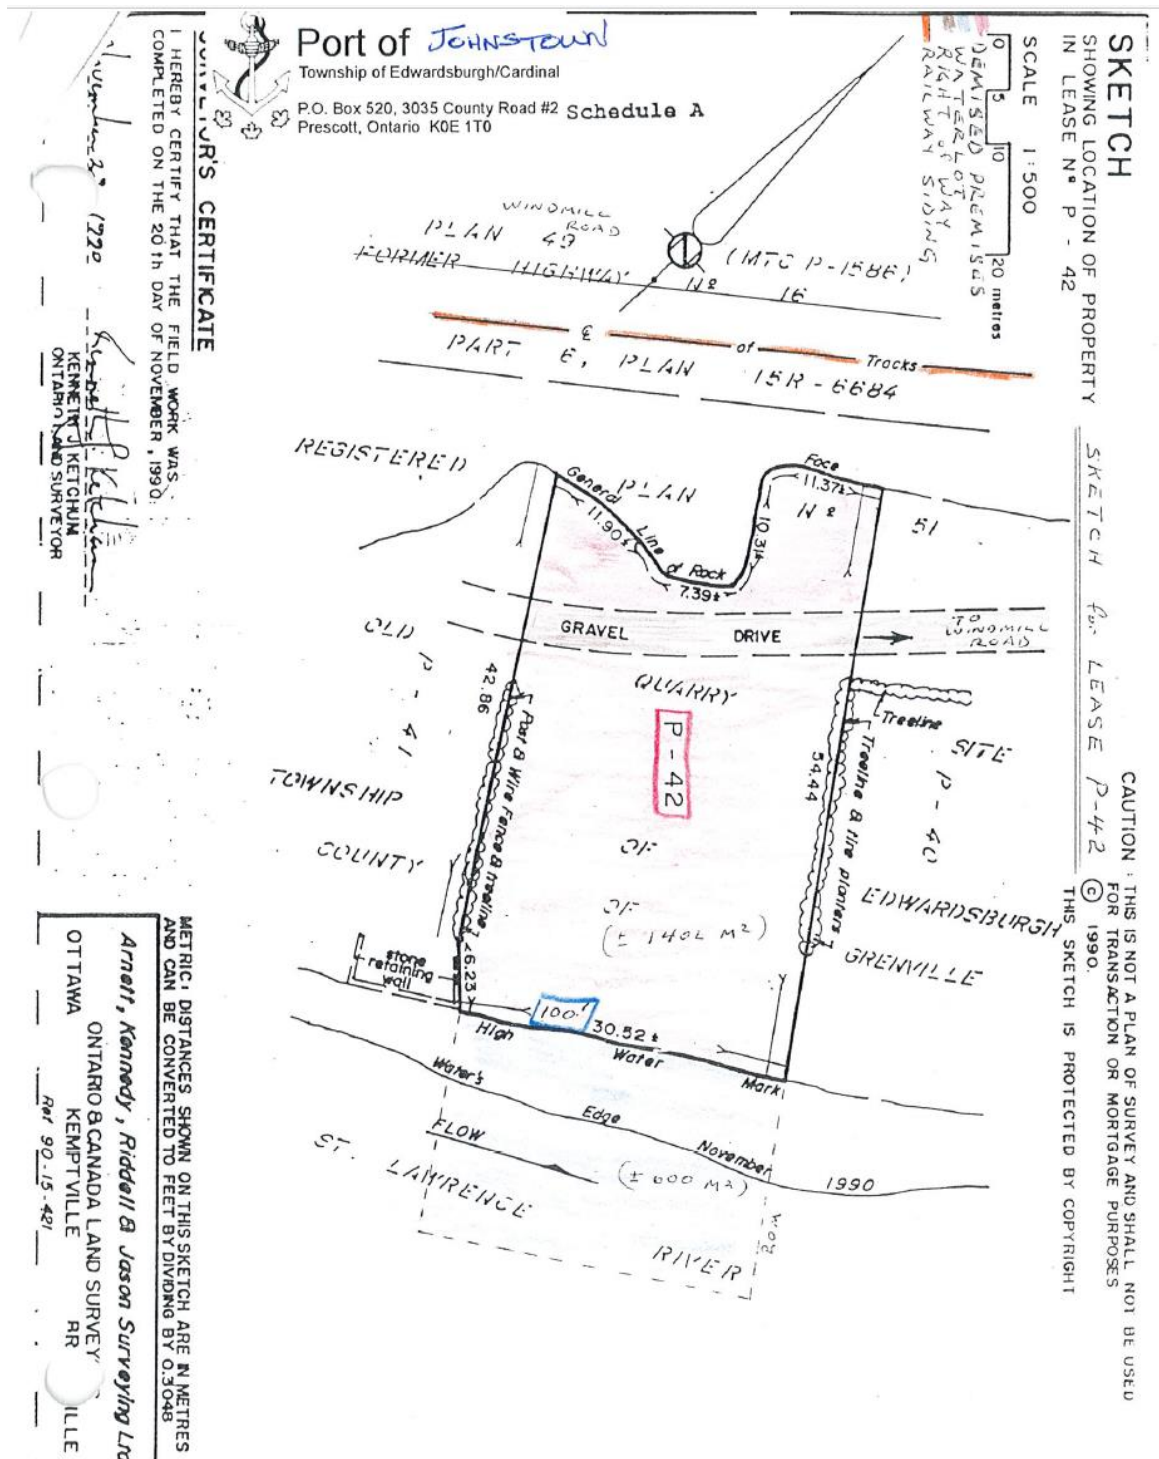 Port of JOHNSTOWN
Township of Edwardsburgh/Cardinal
P.O. Box 520, 3035 County Road #2
Prescott, Ontario K0E 1T0
Schedule A
SKETCH
SHOWING LOCATION OF PROPERTY
IN LEASE Nº P - 42
SCALE 1:500
0 5 10 20 metres
DEMISED PREMISES
WATERLOT
RIGHT OF WAY
RAILWAY SIDING
SKETCH for LEASE P-42
CAUTION : THIS IS NOT A PLAN OF SURVEY AND SHALL NOT BE USED
FOR TRANSACTION OR MORTGAGE PURPOSES
© 1990.
THIS SKETCH IS PROTECTED BY COPYRIGHT
SURVEYOR'S CERTIFICATE
I HEREBY CERTIFY THAT THE FIELD WORK WAS
COMPLETED ON THE 20th DAY OF NOVEMBER, 1990.
1990
KENNETH J KETCHUM
ONTARIO LAND SURVEYOR
WINDMILL
ROAD
PLAN 49
(MTC P-1586)
FORMER HIGHWAY Nº 16
£ of Tracks
PART 6, PLAN 15R-6684
REGISTERED PLAN Nº 51
General Line of Rock Face
11.90±
7.39±
10.31±
11.37±
GRAVEL DRIVE
TO
WINDMILL
ROAD
OLD QUARRY SITE
P-41
P-42
P-40
42.86
Post & Wire Fence & treeline
54.44
Treeline & tire planters
Treeline
TOWNSHIP OF EDWARDSBURGH
COUNTY OF GRENVILLE
(± 1402 M²)
stone
retaining
wall
6.23
100'
30.52±
High Water Mark
Water's Edge November 1990
FLOW
(± 600 M²)
ST. LAWRENCE RIVER
METRIC: DISTANCES SHOWN ON THIS SKETCH ARE IN METRES
AND CAN BE CONVERTED TO FEET BY DIVIDING BY 0.3048
Arnett, Kennedy, Riddell & Jason Surveying Ltd
ONTARIO & CANADA LAND SURVEY
OTTAWA KEMPTVILLE BR ILLE
Ref 90-15-421